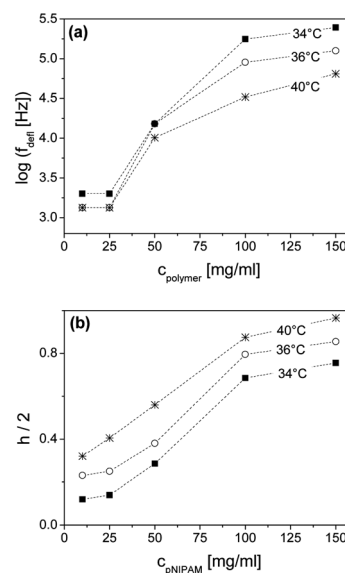 (a)
5.5
5.0
4.5
4.0
3.5
3.0
log (f_defl [Hz])
34°C
36°C
40°C
0 25 50 75 100 125 150
c_polymer [mg/ml]
(b)
0.8
0.4
0.0
h / 2
40°C
36°C
34°C
0 25 50 75 100 125 150
c_pNIPAM [mg/ml]